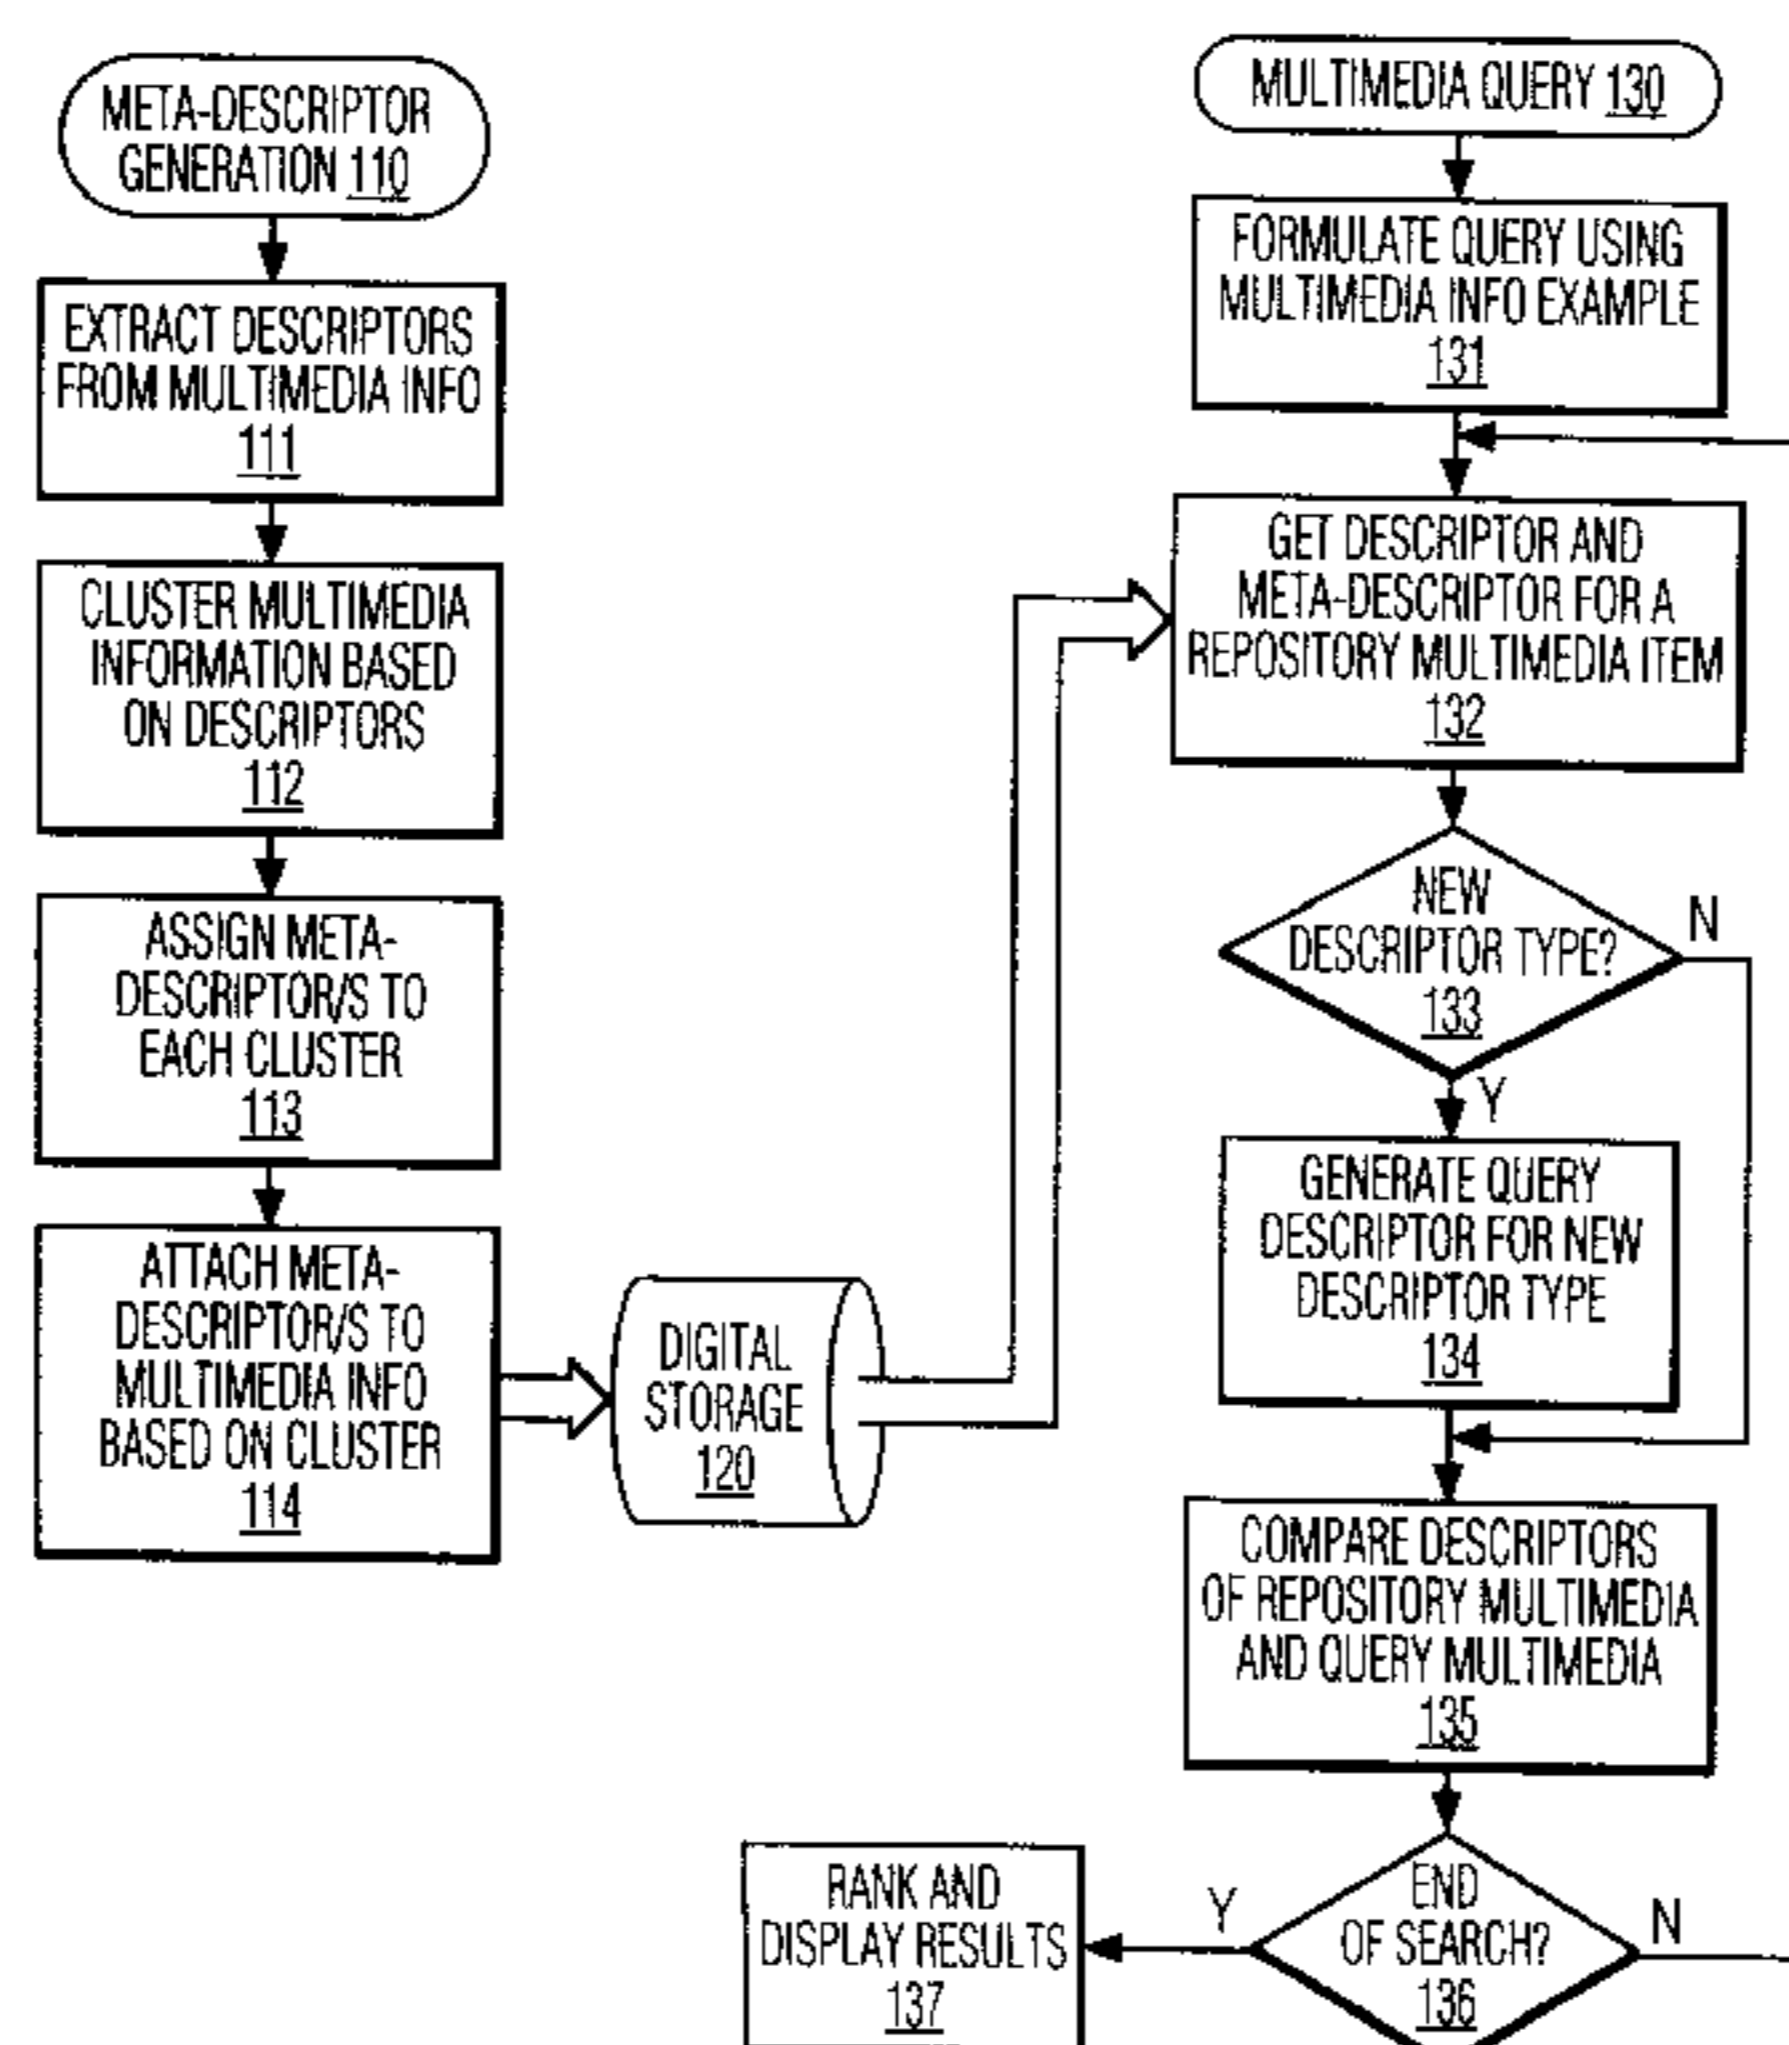 META-DESCRIPTOR
GENERATION 110
EXTRACT DESCRIPTORS
FROM MULTIMEDIA INFO
111
CLUSTER MULTIMEDIA
INFORMATION BASED
ON DESCRIPTORS
112
ASSIGN META-
DESCRIPTOR/S TO
EACH CLUSTER
113
ATTACH META-
DESCRIPTOR/S TO
MULTIMEDIA INFO
BASED ON CLUSTER
114
DIGITAL
STORAGE
120
MULTIMEDIA QUERY 130
FORMULATE QUERY USING
MULTIMEDIA INFO EXAMPLE
131
GET DESCRIPTOR AND
META-DESCRIPTOR FOR A
REPOSITORY MULTIMEDIA ITEM
132
NEW
DESCRIPTOR TYPE?
133
N
Y
GENERATE QUERY
DESCRIPTOR FOR NEW
DESCRIPTOR TYPE
134
COMPARE DESCRIPTORS
OF REPOSITORY MULTIMEDIA
AND QUERY MULTIMEDIA
135
END
OF SEARCH?
136
N
Y
RANK AND
DISPLAY RESULTS
137